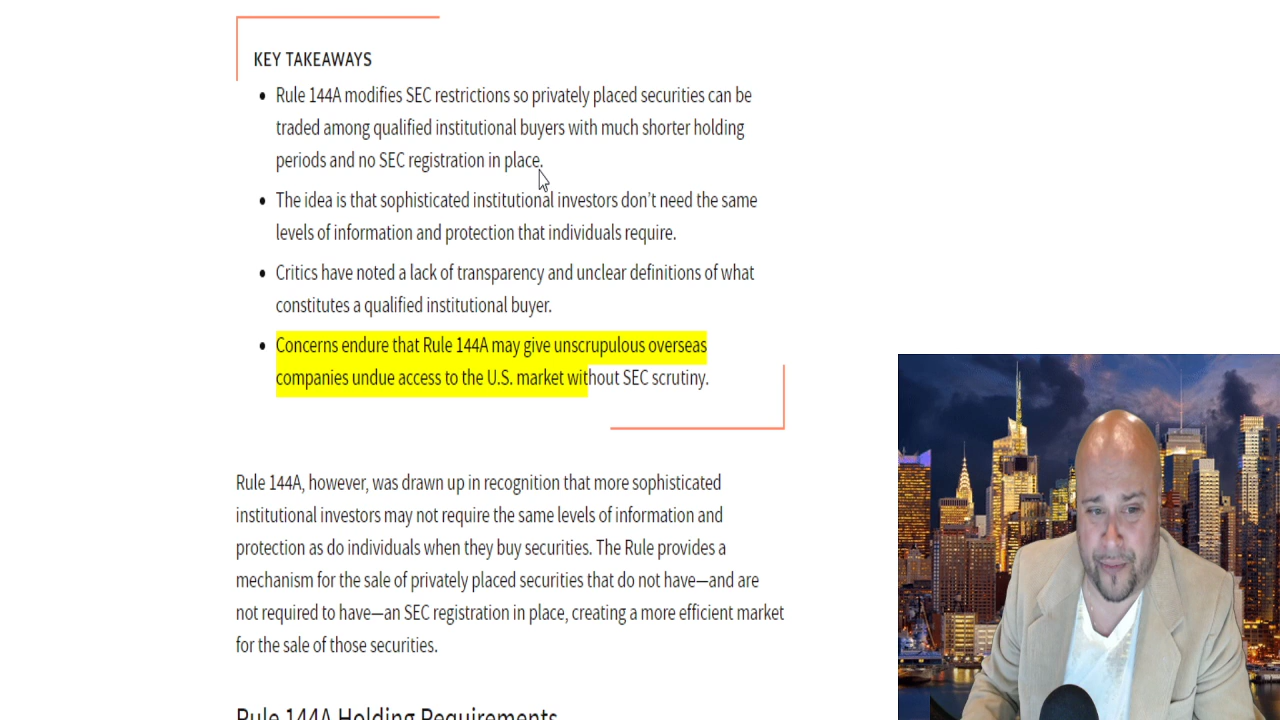 KEY TAKEAWAYS
• Rule 144A modifies SEC restrictions so privately placed securities can be
traded among qualified institutional buyers with much shorter holding
periods and no SEC registration in place.
• The idea is that sophisticated institutional investors don’t need the same
levels of information and protection that individuals require.
• Critics have noted a lack of transparency and unclear definitions of what
constitutes a qualified institutional buyer.
• Concerns endure that Rule 144A may give unscrupulous overseas
companies undue access to the U.S. market without SEC scrutiny.
Rule 144A, however, was drawn up in recognition that more sophisticated
institutional investors may not require the same levels of information and
protection as do individuals when they buy securities. The Rule provides a
mechanism for the sale of privately placed securities that do not have—and are
not required to have—an SEC registration in place, creating a more efficient market
for the sale of those securities.
Rule 144A Holding Requirements